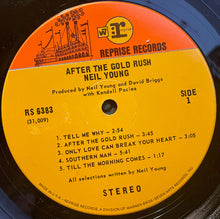 REPRISE RECORDS
AFTER THE GOLD RUSH
NEIL YOUNG
Produced by Neil Young and David Briggs
with Kendall Pacios
RS 6383
(31,009)
SIDE
1
1. TELL ME WHY - 2:54
2. AFTER THE GOLD RUSH - 3:45
3. ONLY LOVE CAN BREAK YOUR HEART - 3:05
4. SOUTHERN MAN - 5:31
5. TILL THE MORNING COMES - 1:17
All selections written by Neil Young
STEREO